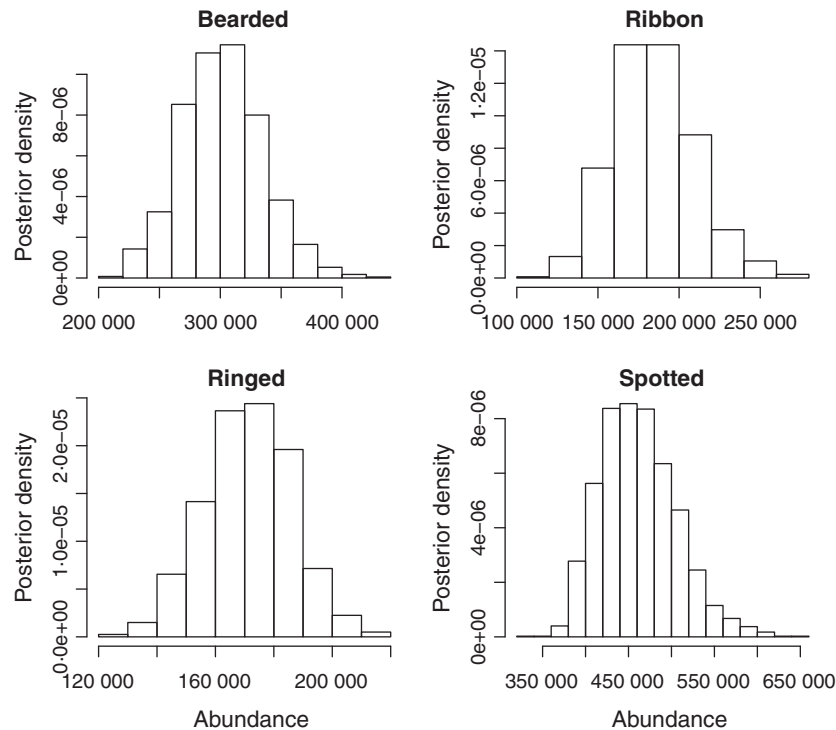 Bearded
Posterior density
0e+00 4e−06 8e−06
200 000 300 000 400 000
Ribbon
Posterior density
0·0e+00 6·0e−06 1·2e−05
100 000 150 000 200 000 250 000
Ringed
Posterior density
0·0e+00 1·0e−05 2·0e−05
120 000 160 000 200 000
Abundance
Spotted
Posterior density
0e+00 4e−06 8e−06
350 000 450 000 550 000 650 000
Abundance